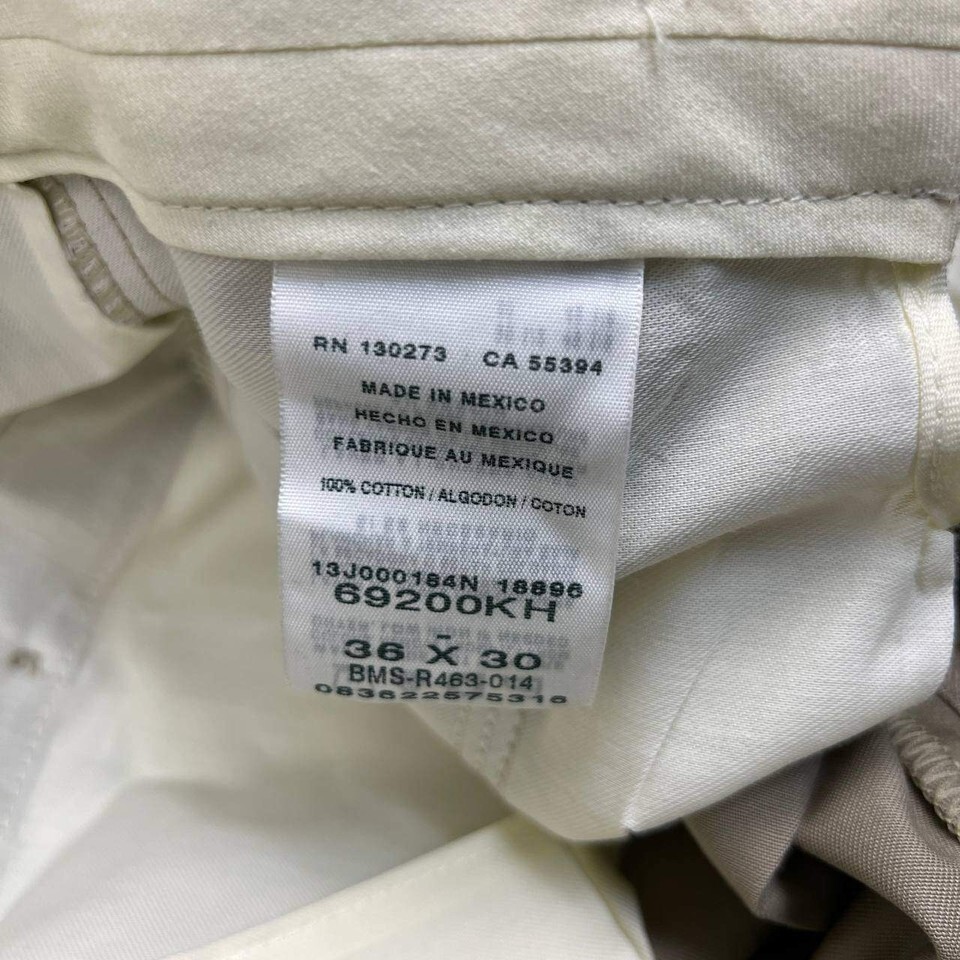 RN 130273 CA 55394
MADE IN MEXICO
HECHO EN MEXICO
FABRIQUE AU MEXIQUE
100% COTTON / ALGODON / COTON
13J000184N 18896
69200KH
-
36 X 30
BMS-R463-014
083622575316